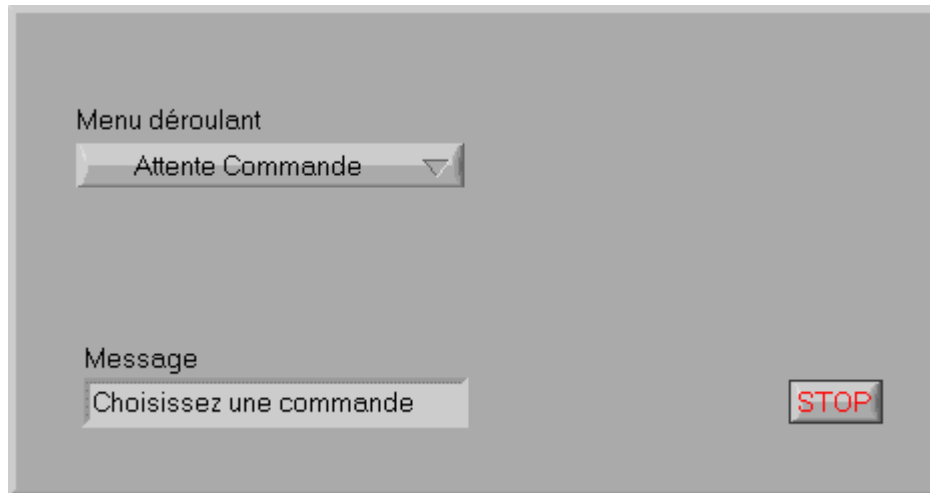 Menu déroulant
Attente Commande
Message
Choisissez une commande
STOP